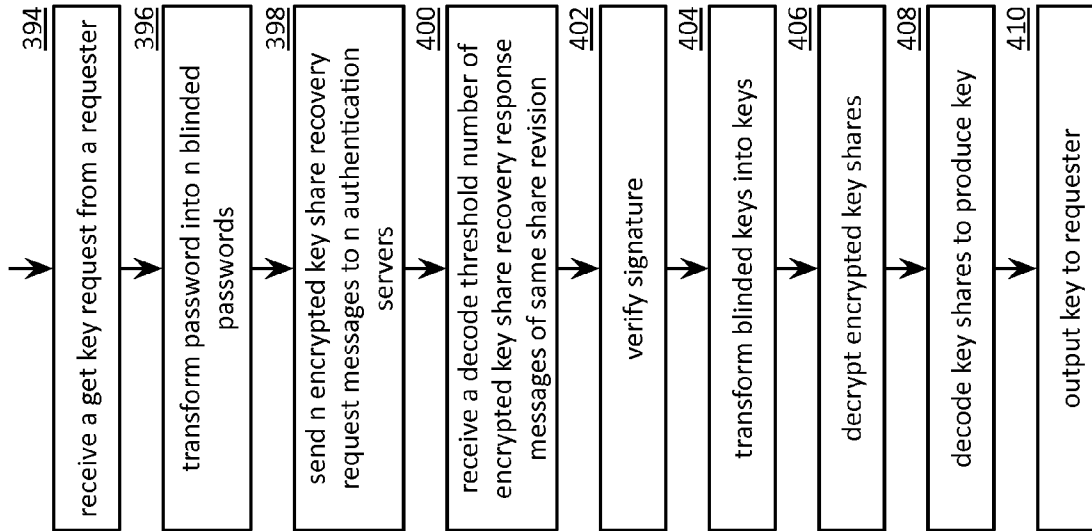 394
receive a get key request from a requester
396
transform password into n blinded
passwords
398
send n encrypted key share recovery
request messages to n authentication
servers
400
receive a decode threshold number of
encrypted key share recovery response
messages of same share revision
402
verify signature
404
transform blinded keys into keys
406
decrypt encrypted key shares
408
decode key shares to produce key
410
output key to requester